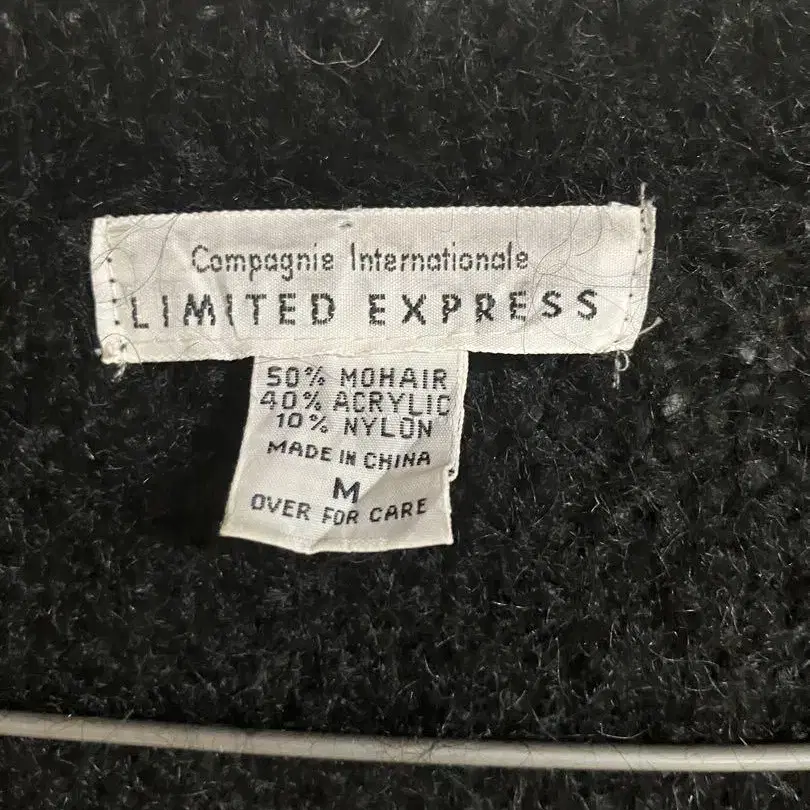 Compagnie Internationale
LIMITED EXPRESS
50% MOHAIR
40% ACRYLIC
10% NYLON
MADE IN CHINA
M
OVER FOR CARE